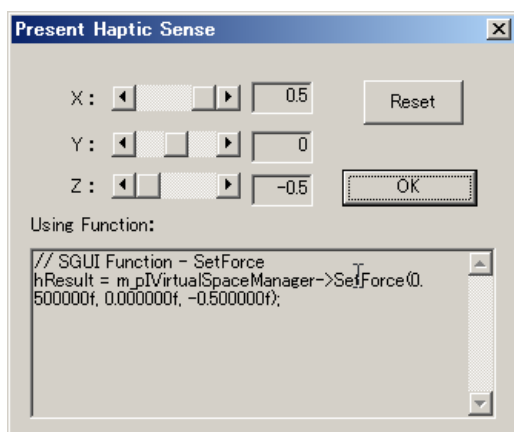 Present Haptic Sense
X: 0.5 Reset
Y: 0
Z: -0.5 OK
Using Function:
// SGUI Function - SetForce
hResult = m_pIVirtualSpaceManager->SetForce(0.
500000f, 0.000000f, -0.500000f);